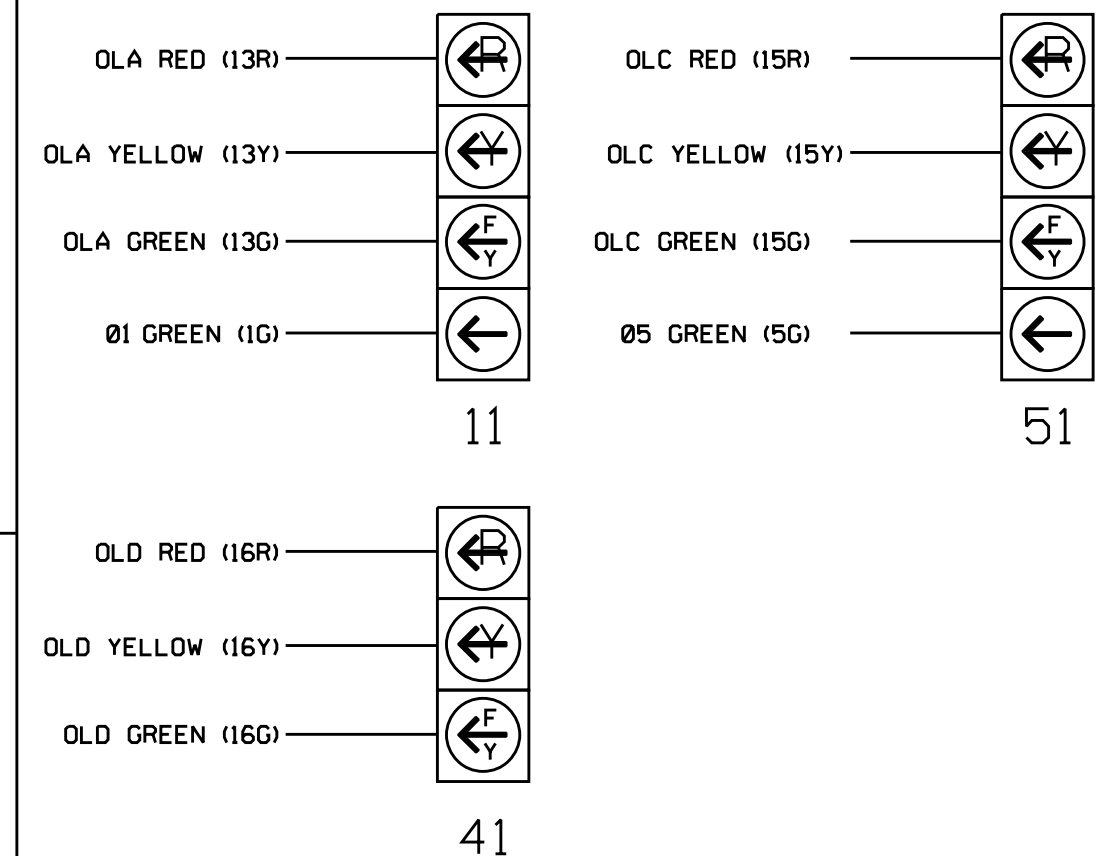 OLA RED (13R)
R
OLA YELLOW (13Y)
Y
OLA GREEN (13G)
F
Y
Ø1 GREEN (1G)
11
OLC RED (15R)
R
OLC YELLOW (15Y)
Y
OLC GREEN (15G)
F
Y
Ø5 GREEN (5G)
51
OLD RED (16R)
R
OLD YELLOW (16Y)
Y
OLD GREEN (16G)
F
Y
41